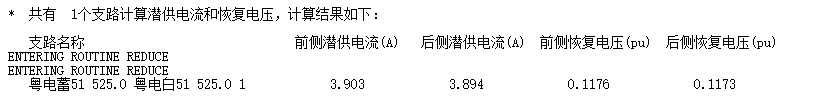 * 共有 1个支路计算潜供电流和恢复电压，计算结果如下：
支路名称 前侧潜供电流(A) 后侧潜供电流(A) 前侧恢复电压(pu) 后侧恢复电压(pu)
ENTERING ROUTINE REDUCE
ENTERING ROUTINE REDUCE
粤电蓄51 525.0 粤电白51 525.0 1 3.903 3.894 0.1176 0.1173